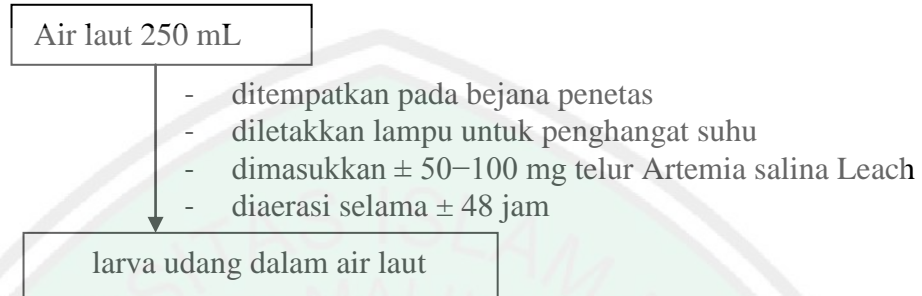 Air laut 250 mL
- ditempatkan pada bejana penetas
- diletakkan lampu untuk penghangat suhu
- dimasukkan ± 50−100 mg telur Artemia salina Leach
- diaerasi selama ± 48 jam
larva udang dalam air laut